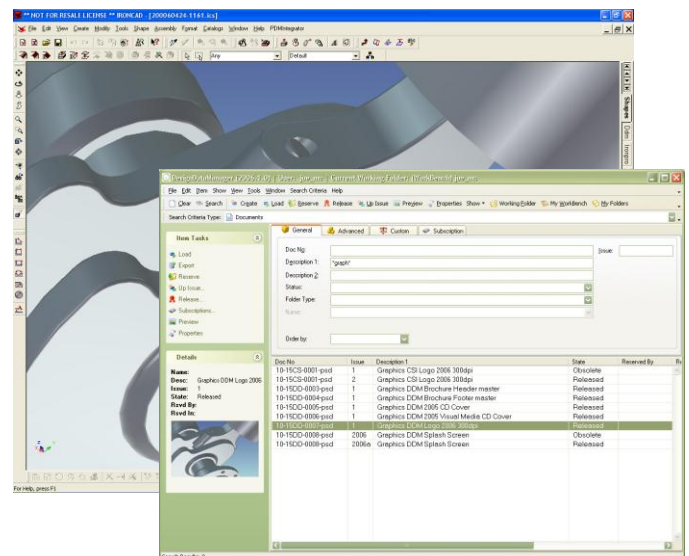 ** NOT FOR RESALE LICENSE ** IRONCAD - [200060424-1161.ics]
File Edit View Create Modify Tools Shape Assembly Format Catalogs Window Help PDMIntegrator
Any
Default
Shapes
For Help, press F1
File Edit Item Show View Tools Window Search Criteria Help
Clear Search Create Load Reserve Release Up Issue Preview Properties Show Working Folder My Workbench My Folders
Search Criteria Type: Documents
General Advanced Custom Subscription
Item Tasks
Load
Export
Reserve
Up Issue...
Release...
Subscriptions...
Preview
Properties
Doc No:
Issue:
Description 1: *graph*
Description 2:
Status:
Folder Type:
Name:
Order by:
Details
Name:
Desc: Graphics DDM Logo 2006
Issue: 1
State: Released
Rsvd By:
Rsvd In:
Doc No Issue Description 1 State Reserved By
10-15CS-0001-psd 1 Graphics CSI Logo 2006 300dpi Obsolete
10-15CS-0001-psd 2 Graphics CSI Logo 2006 300dpi Released
10-15DD-0003-psd 1 Graphics DDM Brochure Header master Released
10-15DD-0004-psd 1 Graphics DDM Brochure Footer master Released
10-15DD-0005-psd 1 Graphics DDM 2005 CD Cover Released
10-15DD-0006-psd 1 Graphics DDM 2005 Visual Media CD Cover Released
10-15DD-0007-psd 1 Graphics DDM Logo 2006 300dpi Released
10-15DD-0008-psd 2006 Graphics DDM Splash Screen Obsolete
10-15DD-0008-psd 2006a Graphics DDM Splash Screen Released